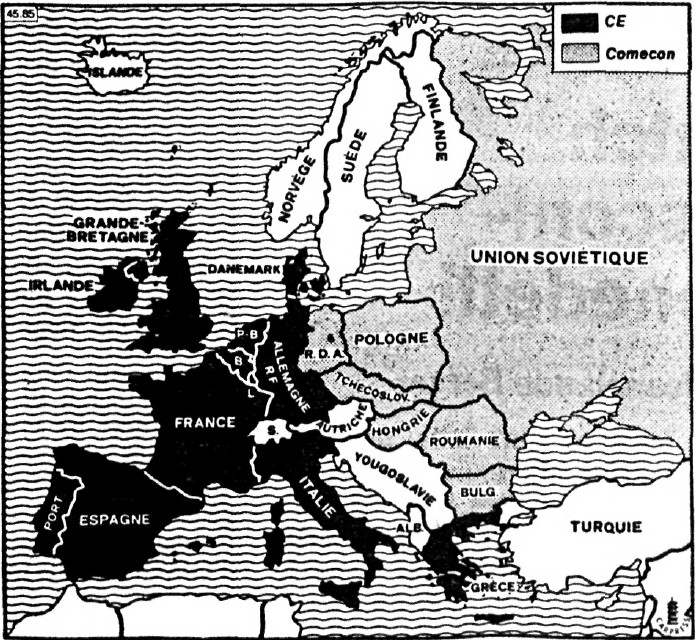 45.85
CE
Comecon
ISLANDE
FINLANDE
SUÈDE
NORVÈGE
GRANDE-
BRETAGNE
IRLANDE
DANEMARK
UNION SOVIÉTIQUE
P-B
B
L
R.D.A.
POLOGNE
ALLEMAGNE
R F
TCHECOSLOV.
FRANCE
S.
AUTRICHE
HONGRIE
ROUMANIE
YOUGOSLAVIE
ITALIE
BULG.
PORT
ESPAGNE
ALB.
GRÈCE
TURQUIE
CARPRESS